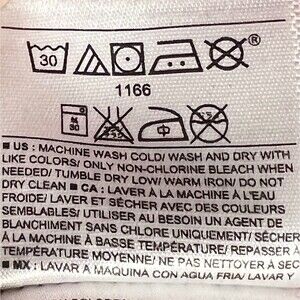 30
®
1166
30
■ US : MACHINE WASH COLD/ WASH AND DRY WITH
LIKE COLORS/ ONLY NON-CHLORINE BLEACH WHEN
NEEDED/ TUMBLE DRY LOW/ WARM IRON/ DO NOT
DRY CLEAN ■ CA : LAVER À LA MACHINE À L'EAU
FROIDE/ LAVER ET SÉCHER AVEC DES COULEURS
SEMBLABLES/ UTILISER AU BESOIN UN AGENT DE
BLANCHIMENT SANS CHLORE UNIQUEMENT/ SÉCHER
À LA MACHINE À BASSE TEMPÉRATURE/ REPASSER À
TEMPÉRATURE MOYENNE/ NE PAS NETTOYER À SEC
■ MX : LAVAR A MAQUINA CON AGUA FRIA/ LAVAR Y